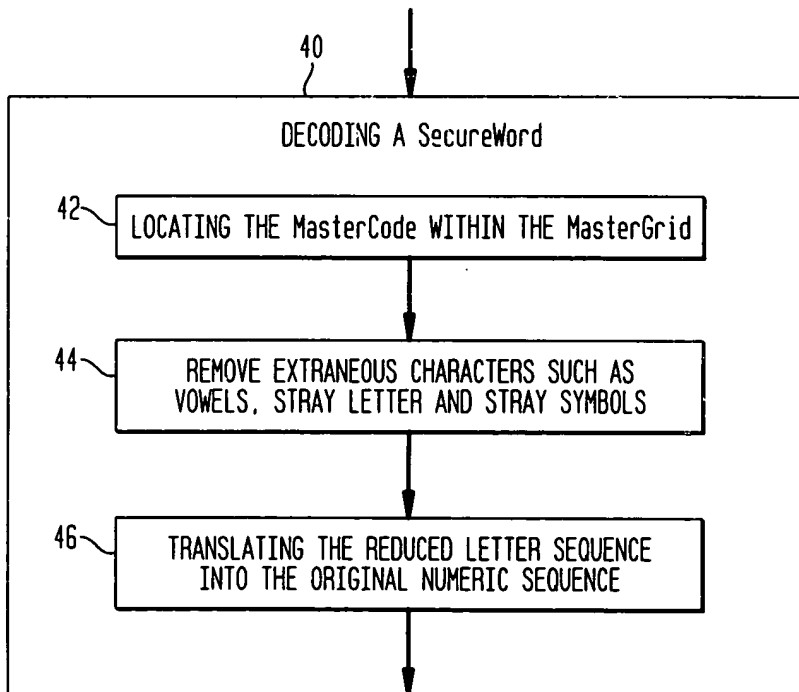 40
DECODING A SecureWord
42
LOCATING THE MasterCode WITHIN THE MasterGrid
44
REMOVE EXTRANEOUS CHARACTERS SUCH AS
VOWELS, STRAY LETTER AND STRAY SYMBOLS
46
TRANSLATING THE REDUCED LETTER SEQUENCE
INTO THE ORIGINAL NUMERIC SEQUENCE